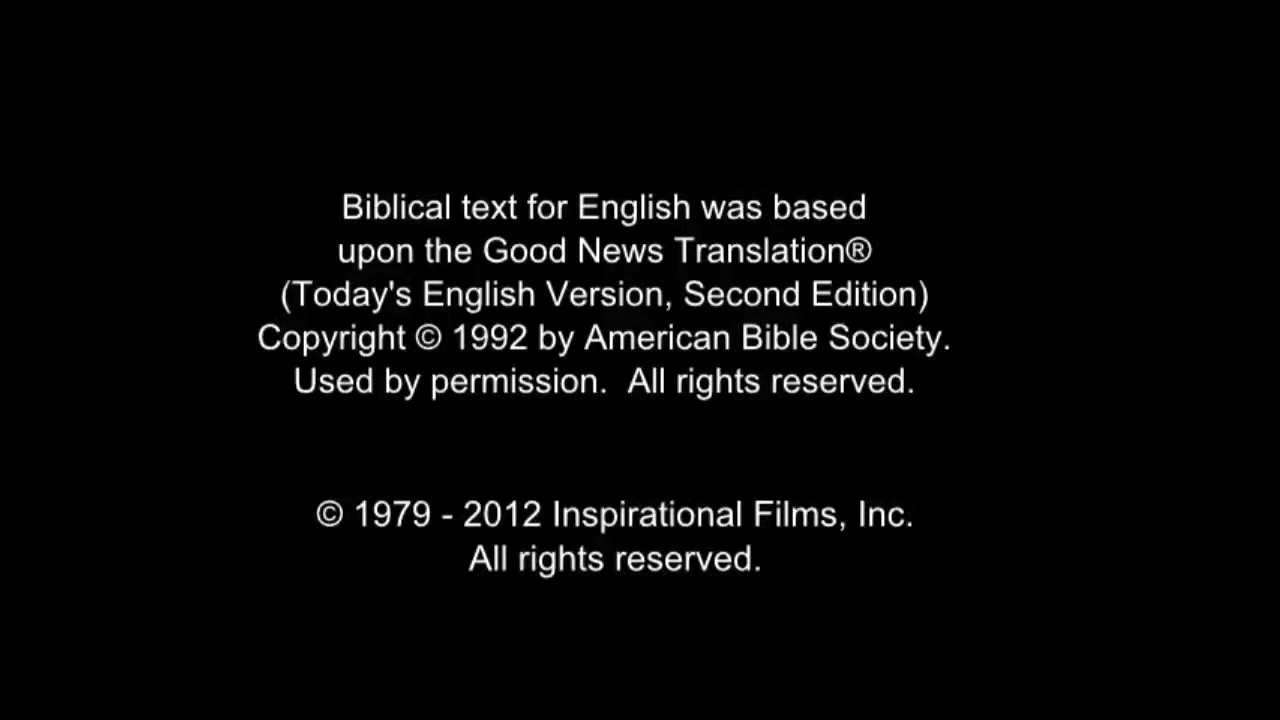 Biblical text for English was based
upon the Good News Translation®
(Today's English Version, Second Edition)
Copyright © 1992 by American Bible Society.
Used by permission.  All rights reserved.
© 1979 - 2012 Inspirational Films, Inc.
All rights reserved.